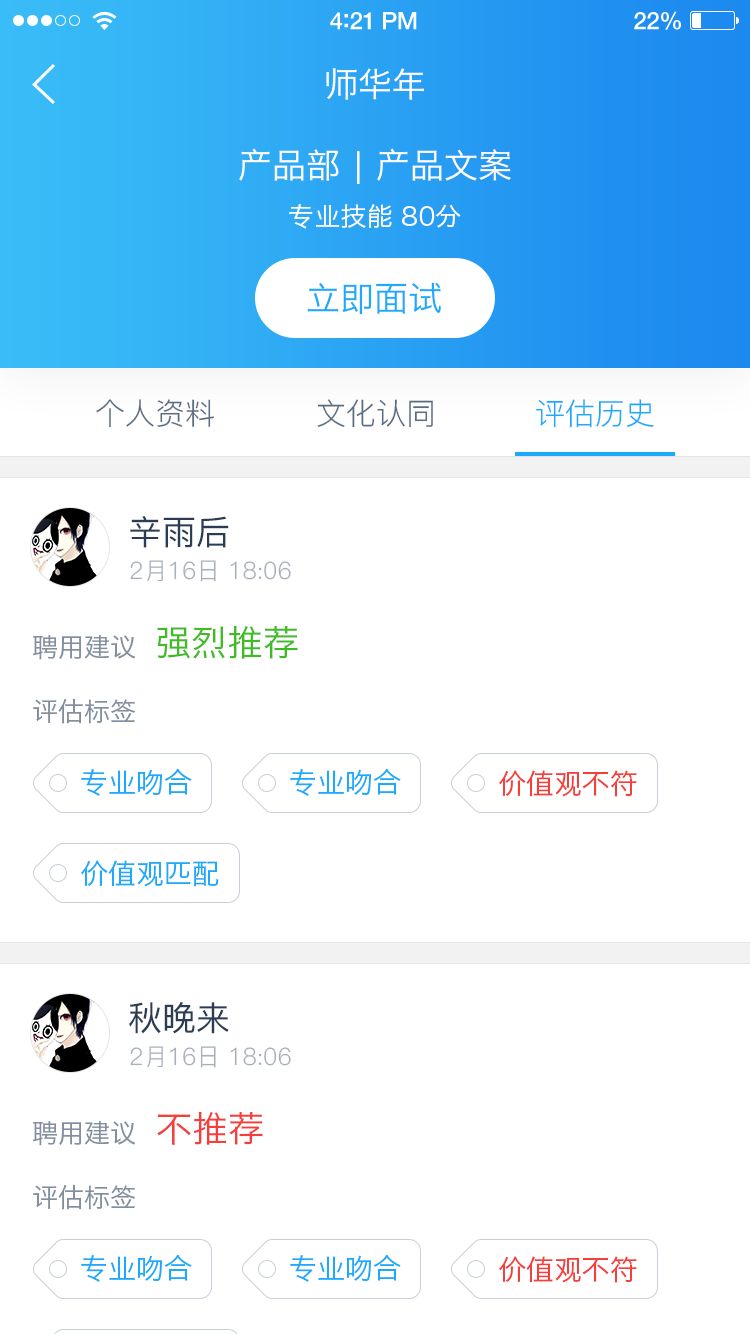 4:21 PM 22%
师华年
产品部 | 产品文案
专业技能 80分
立即面试
个人资料 文化认同 评估历史
辛雨后
2月16日 18:06
聘用建议 强烈推荐
评估标签
专业吻合 专业吻合 价值观不符
价值观匹配
秋晚来
2月16日 18:06
聘用建议 不推荐
评估标签
专业吻合 专业吻合 价值观不符